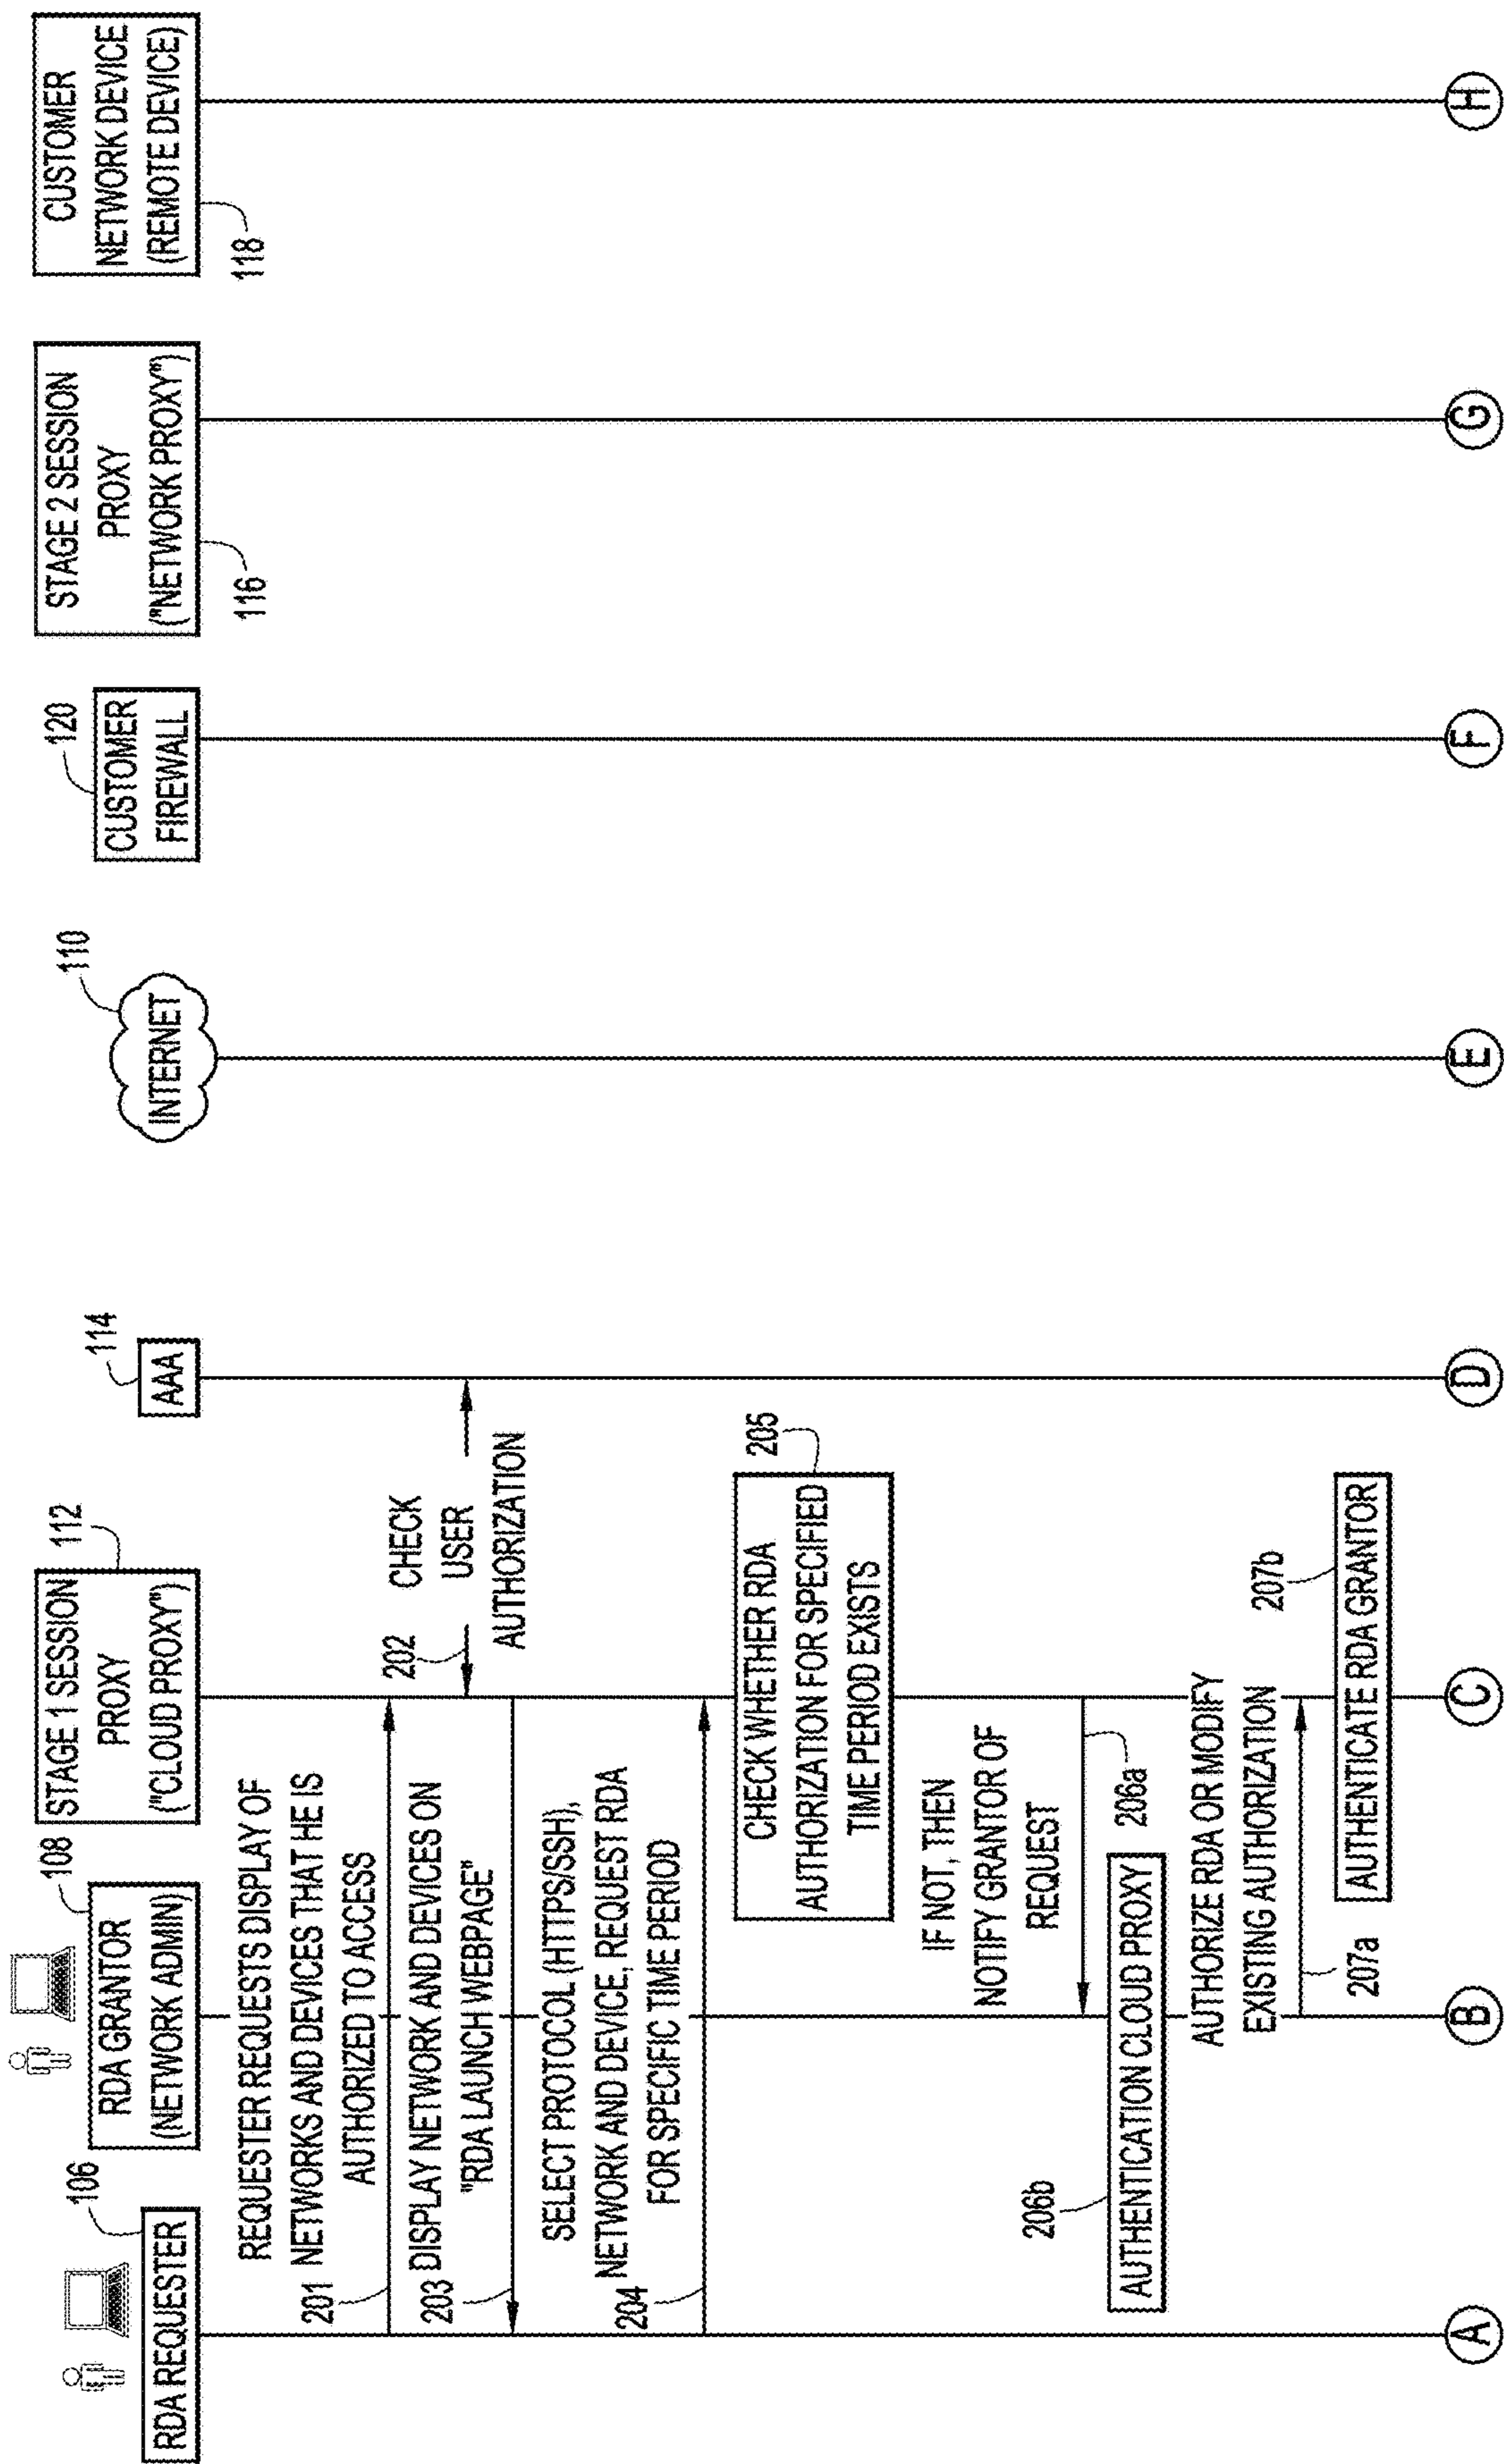 RDA REQUESTER
106
RDA GRANTOR
(NETWORK ADMIN)
108
STAGE 1 SESSION
PROXY
("CLOUD PROXY")
112
AAA
114
INTERNET
110
CUSTOMER
FIREWALL
120
STAGE 2 SESSION
PROXY
("NETWORK PROXY")
116
CUSTOMER
NETWORK DEVICE
(REMOTE DEVICE)
118
REQUESTER REQUESTS DISPLAY OF
NETWORKS AND DEVICES THAT HE IS
AUTHORIZED TO ACCESS
201
202
CHECK
USER
AUTHORIZATION
203
DISPLAY NETWORK AND DEVICES ON
"RDA LAUNCH WEBPAGE"
SELECT PROTOCOL (HTTPS/SSH),
NETWORK AND DEVICE, REQUEST RDA
FOR SPECIFIC TIME PERIOD
204
CHECK WHETHER RDA
AUTHORIZATION FOR SPECIFIED
TIME PERIOD EXISTS
205
IF NOT, THEN
NOTIFY GRANTOR OF
REQUEST
206a
206b
AUTHENTICATION CLOUD PROXY
AUTHORIZE RDA OR MODIFY
EXISTING AUTHORIZATION
207a
207b
AUTHENTICATE RDA GRANTOR
A
B
C
D
E
F
G
H